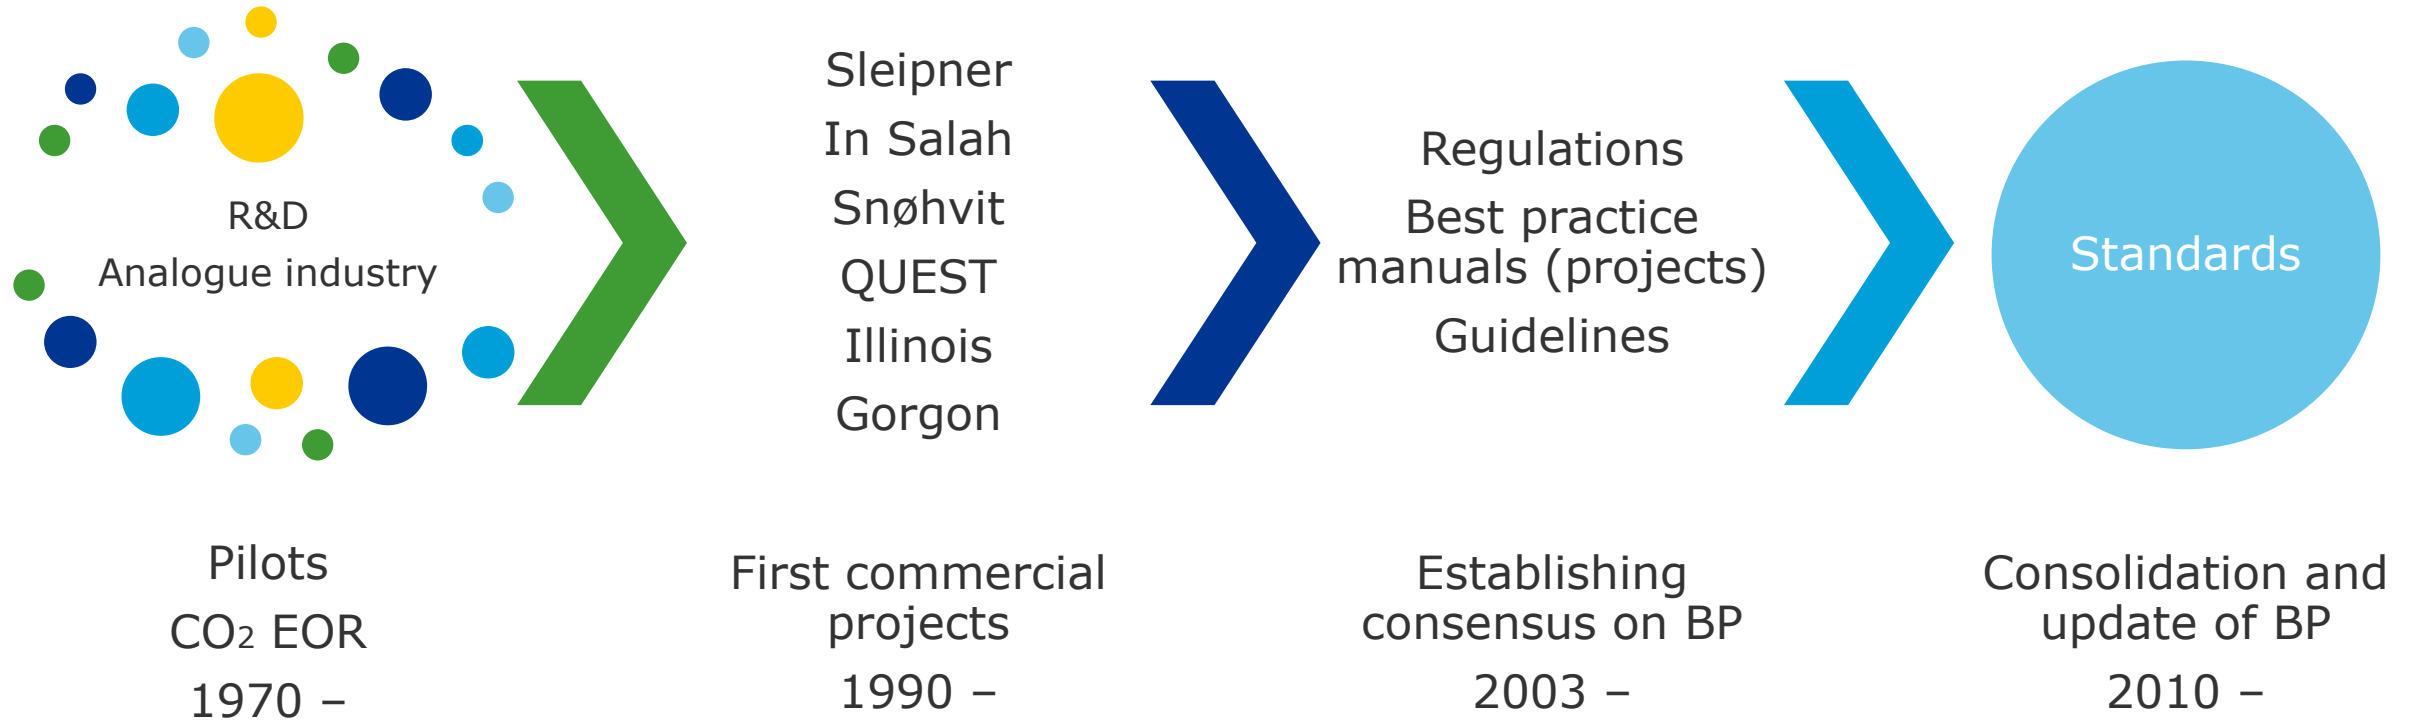 R&D
Analogue industry
Pilots
CO₂ EOR
1970 –
Sleipner
In Salah
Snøhvit
QUEST
Illinois
Gorgon
First commercial
projects
1990 –
Regulations
Best practice
manuals (projects)
Guidelines
Establishing
consensus on BP
2003 –
Standards
Consolidation and
update of BP
2010 –